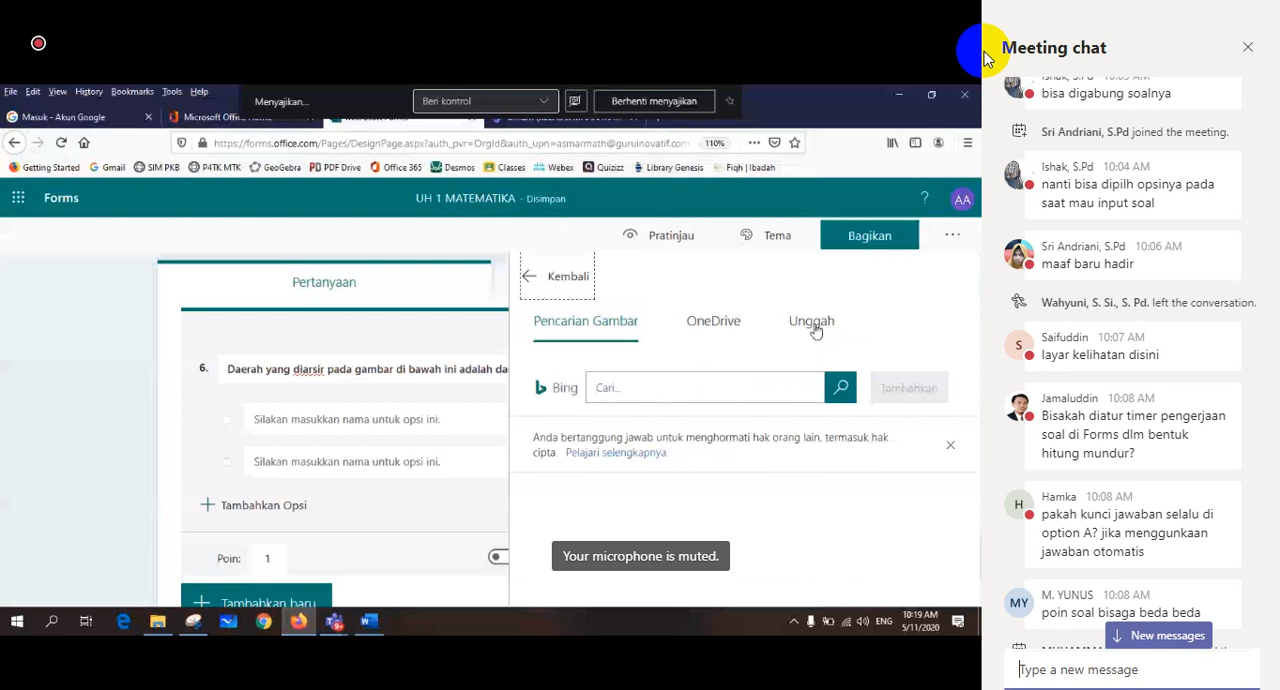 Meeting chat
Ishak, S.Pd 10:03 AM
bisa digabung soalnya
Sri Andriani, S.Pd joined the meeting.
Ishak, S.Pd 10:04 AM
nanti bisa dipilh opsinya pada
saat mau input soal
Sri Andriani, S.Pd 10:06 AM
maaf baru hadir
Wahyuni, S. Si., S. Pd. left the conversation.
S
Saifuddin 10:07 AM
layar kelihatan disini
Jamaluddin 10:08 AM
Bisakah diatur timer pengerjaan
soal di Forms dlm bentuk
hitung mundur?
H
Hamka 10:08 AM
pakah kunci jawaban selalu di
option A? jika menggunkaan
jawaban otomatis
MY
M. YUNUS 10:08 AM
poin soal bisaga beda beda
New messages
Type a new message
File Edit View History Bookmarks Tools Help
Menyajikan...
Beri kontrol
Berhenti menyajikan
Masuk - Akun Google
Microsoft Office Home
https://forms.office.com/Pages/DesignPage.aspx?auth_pvr=OrgId&auth_upn=asmarmath@guruinovatif.com
110%
Getting Started Gmail SIM PKB P4TK MTK GeoGebra PDF Drive Office 365 Desmos Classes Webex Quizizz Library Genesis Fiqh | Ibadah
Forms
UH 1 MATEMATIKA - Disimpan
? AA
Pratinjau Tema Bagikan ...
Pertanyaan
6. Daerah yang diarsir pada gambar di bawah ini adalah
Silakan masukkan nama untuk opsi ini.
Silakan masukkan nama untuk opsi ini.
Tambahkan Opsi
Poin: 1
Tambahkan baru
Kembali
Pencarian Gambar OneDrive Unggah
Bing Cari... Tambahkan
Anda bertanggung jawab untuk menghormati hak orang lain, termasuk hak
cipta. Pelajari selengkapnya.
Your microphone is muted.
ENG
10:19 AM
5/11/2020